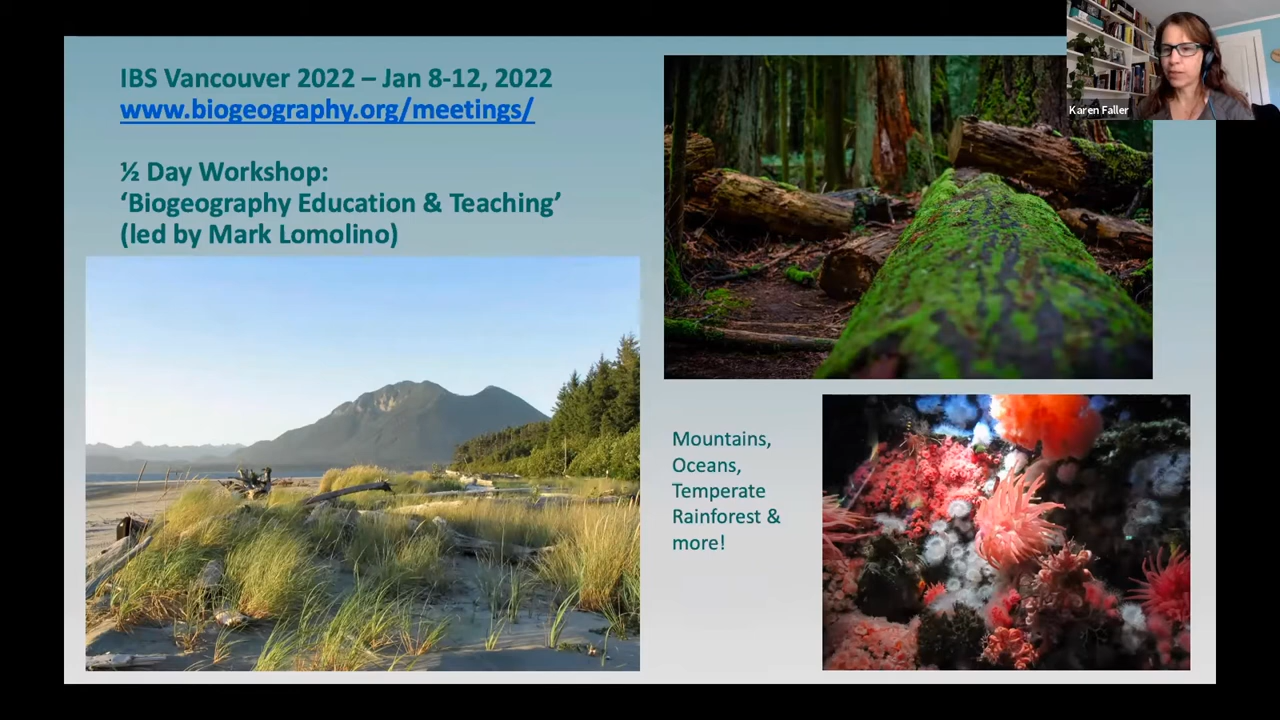 IBS Vancouver 2022 – Jan 8-12, 2022
www.biogeography.org/meetings/
½ Day Workshop:
‘Biogeography Education & Teaching’
(led by Mark Lomolino)
Karen Faller
Mountains,
Oceans,
Temperate
Rainforest &
more!